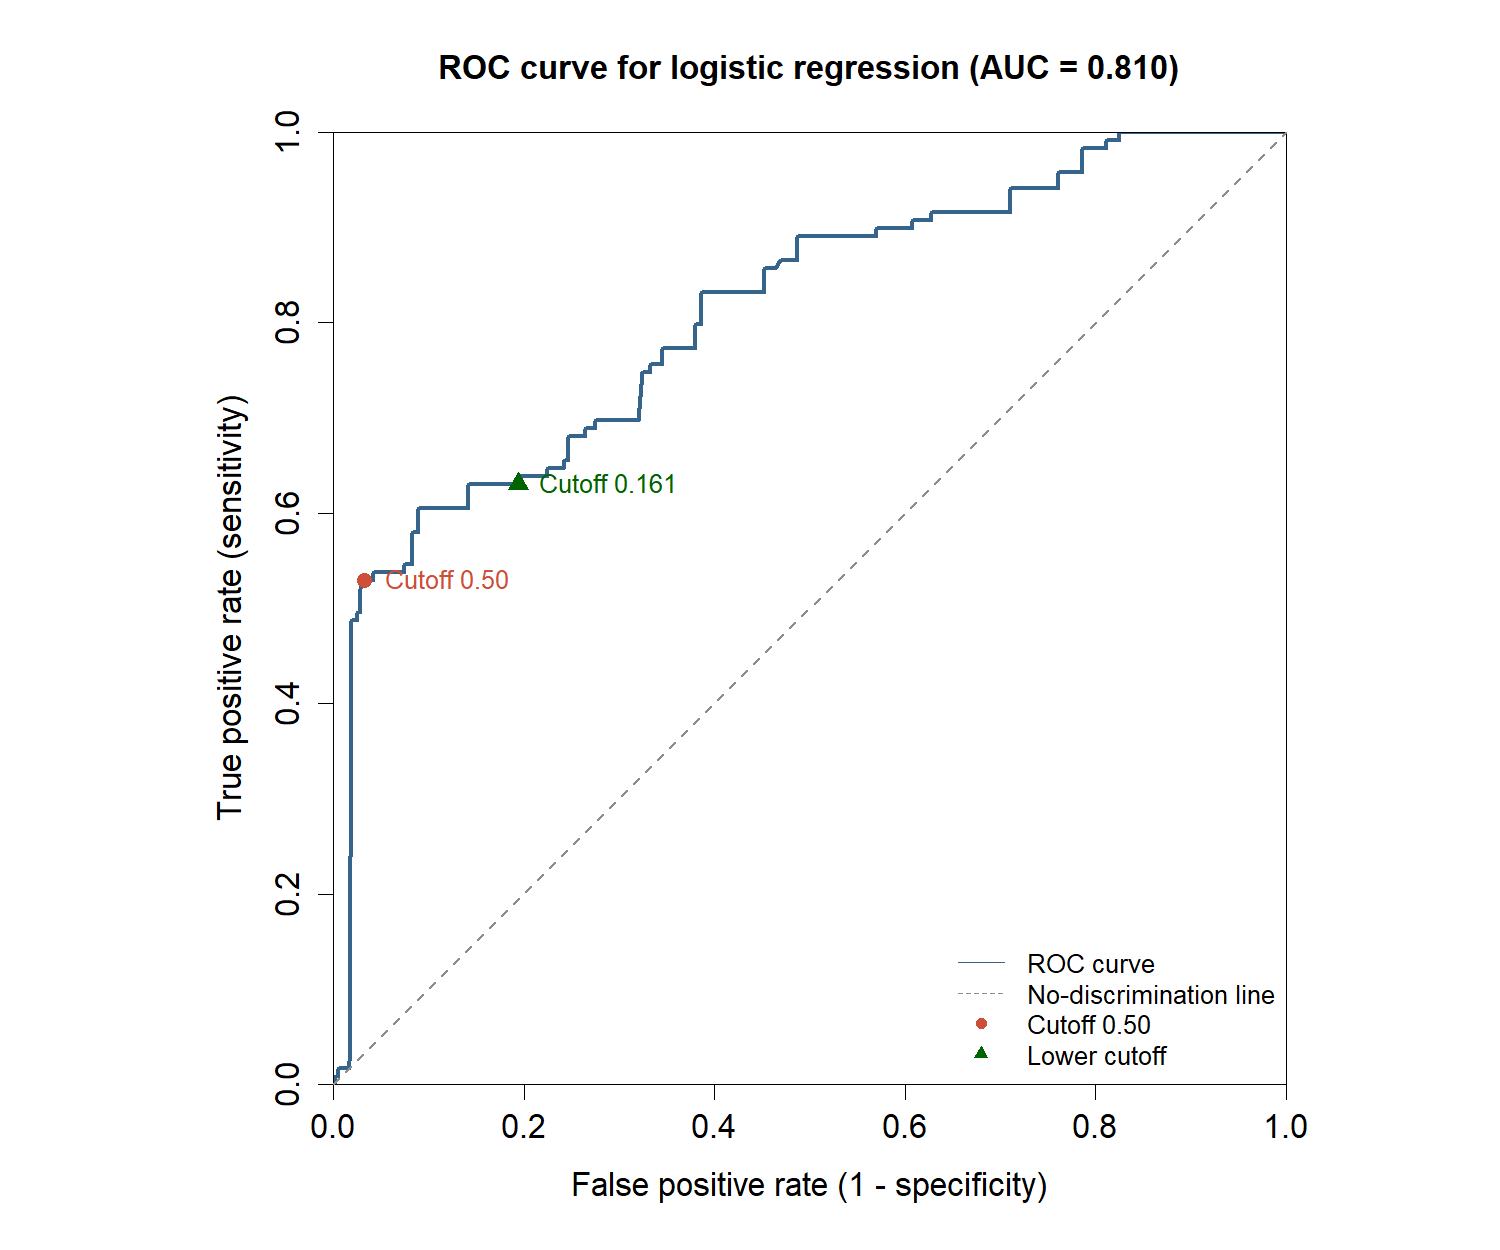 ROC curve for logistic regression (AUC = 0.810)
True positive rate (sensitivity)
1.0
0.8
0.6
0.4
0.2
0.0
Cutoff 0.161
Cutoff 0.50
ROC curve
No-discrimination line
Cutoff 0.50
Lower cutoff
0.0 0.2 0.4 0.6 0.8 1.0
False positive rate (1 - specificity)